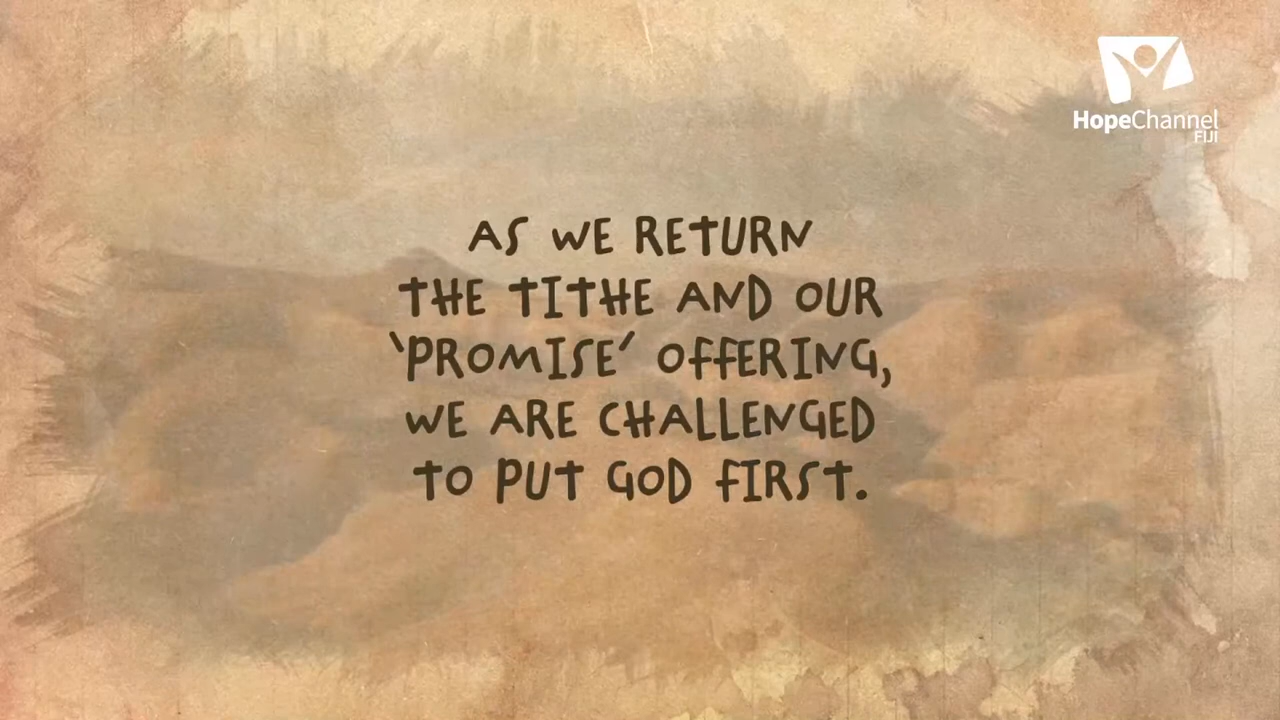 HopeChannel
FIJI
AS WE RETURN
THE TITHE AND OUR
‘PROMISE’ OFFERING,
WE ARE CHALLENGED
TO PUT GOD FIRST.